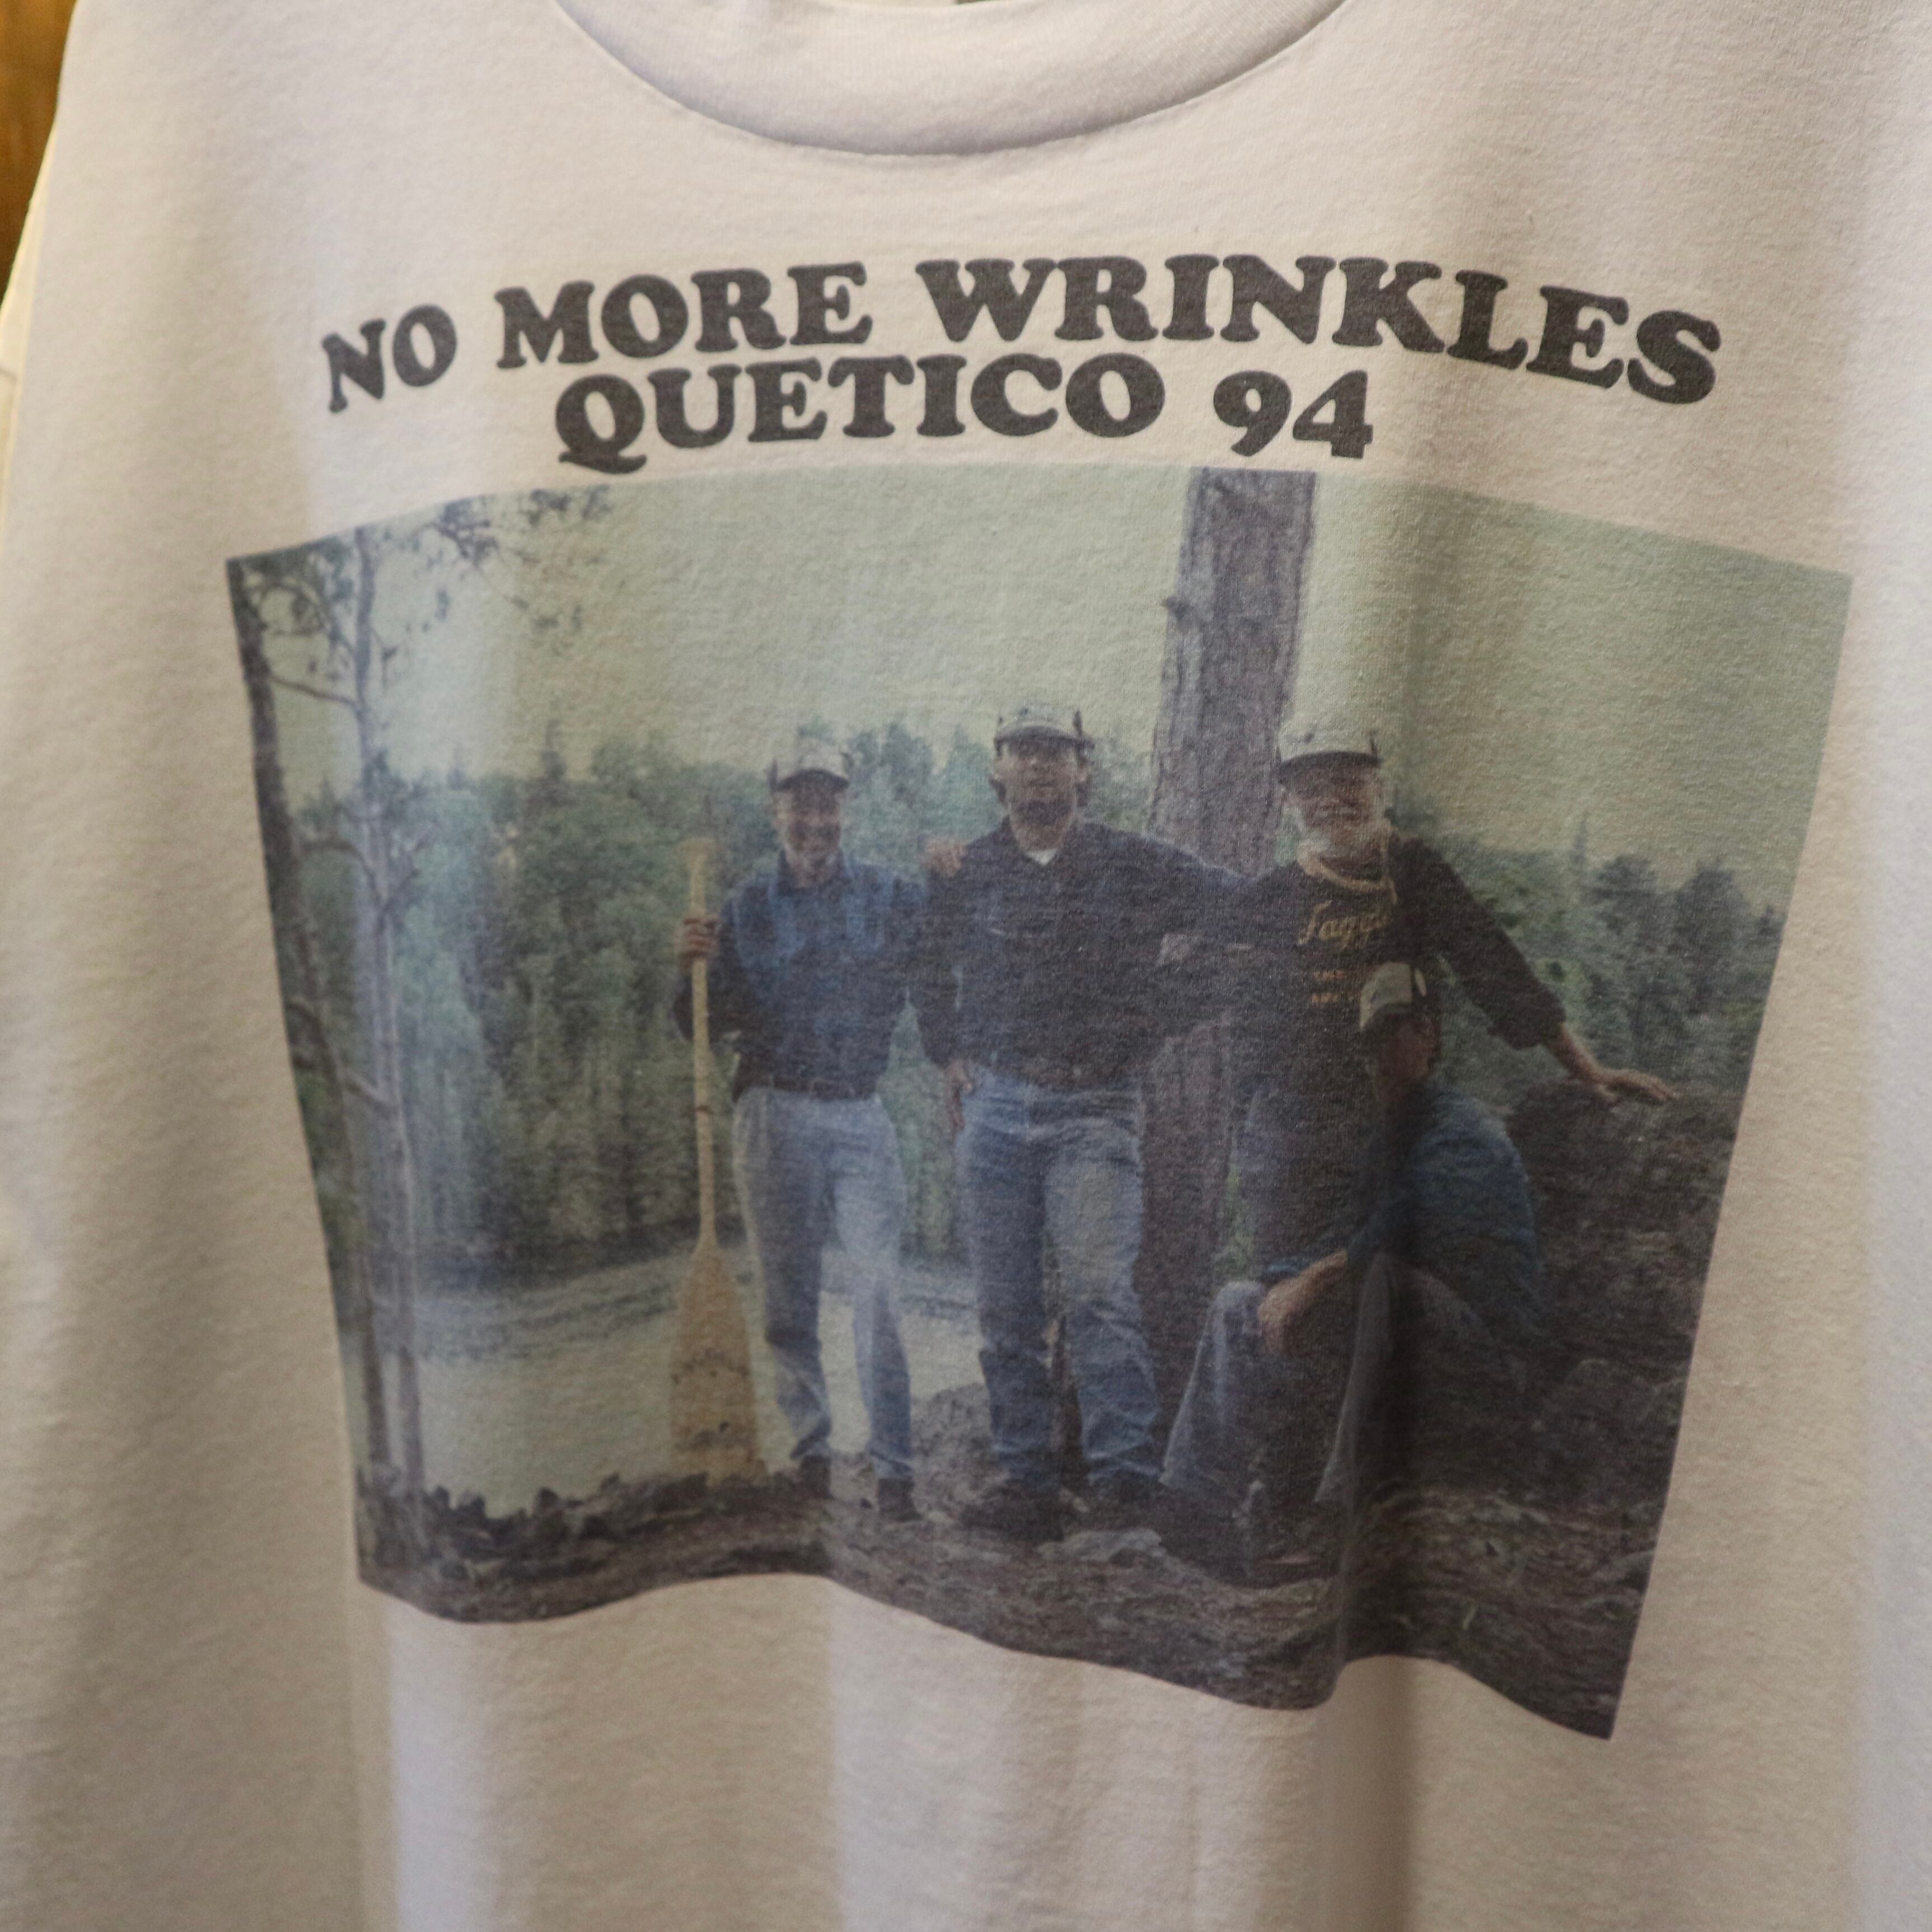 NO MORE WRINKLES
QUETICO 94